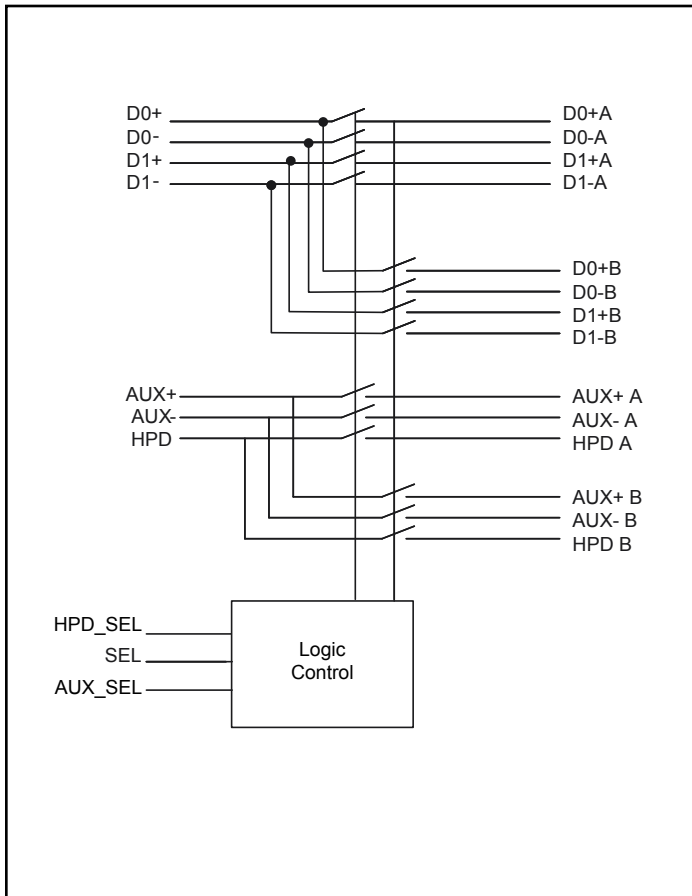 D0+
D0-
D1+
D1-
D0+A
D0-A
D1+A
D1-A
D0+B
D0-B
D1+B
D1-B
AUX+
AUX-
HPD
AUX+ A
AUX- A
HPD A
AUX+ B
AUX- B
HPD B
HPD_SEL
SEL
AUX_SEL
Logic
Control